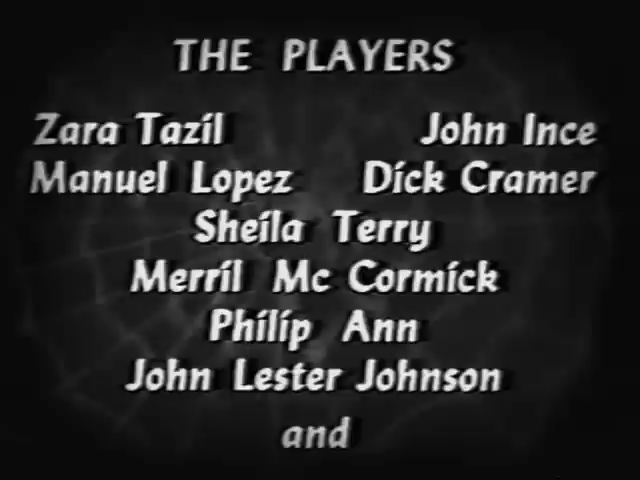 THE PLAYERS
Zara Tazil John Ince
Manuel Lopez Dick Cramer
Sheila Terry
Merril Mc Cormick
Philip Ann
John Lester Johnson
and